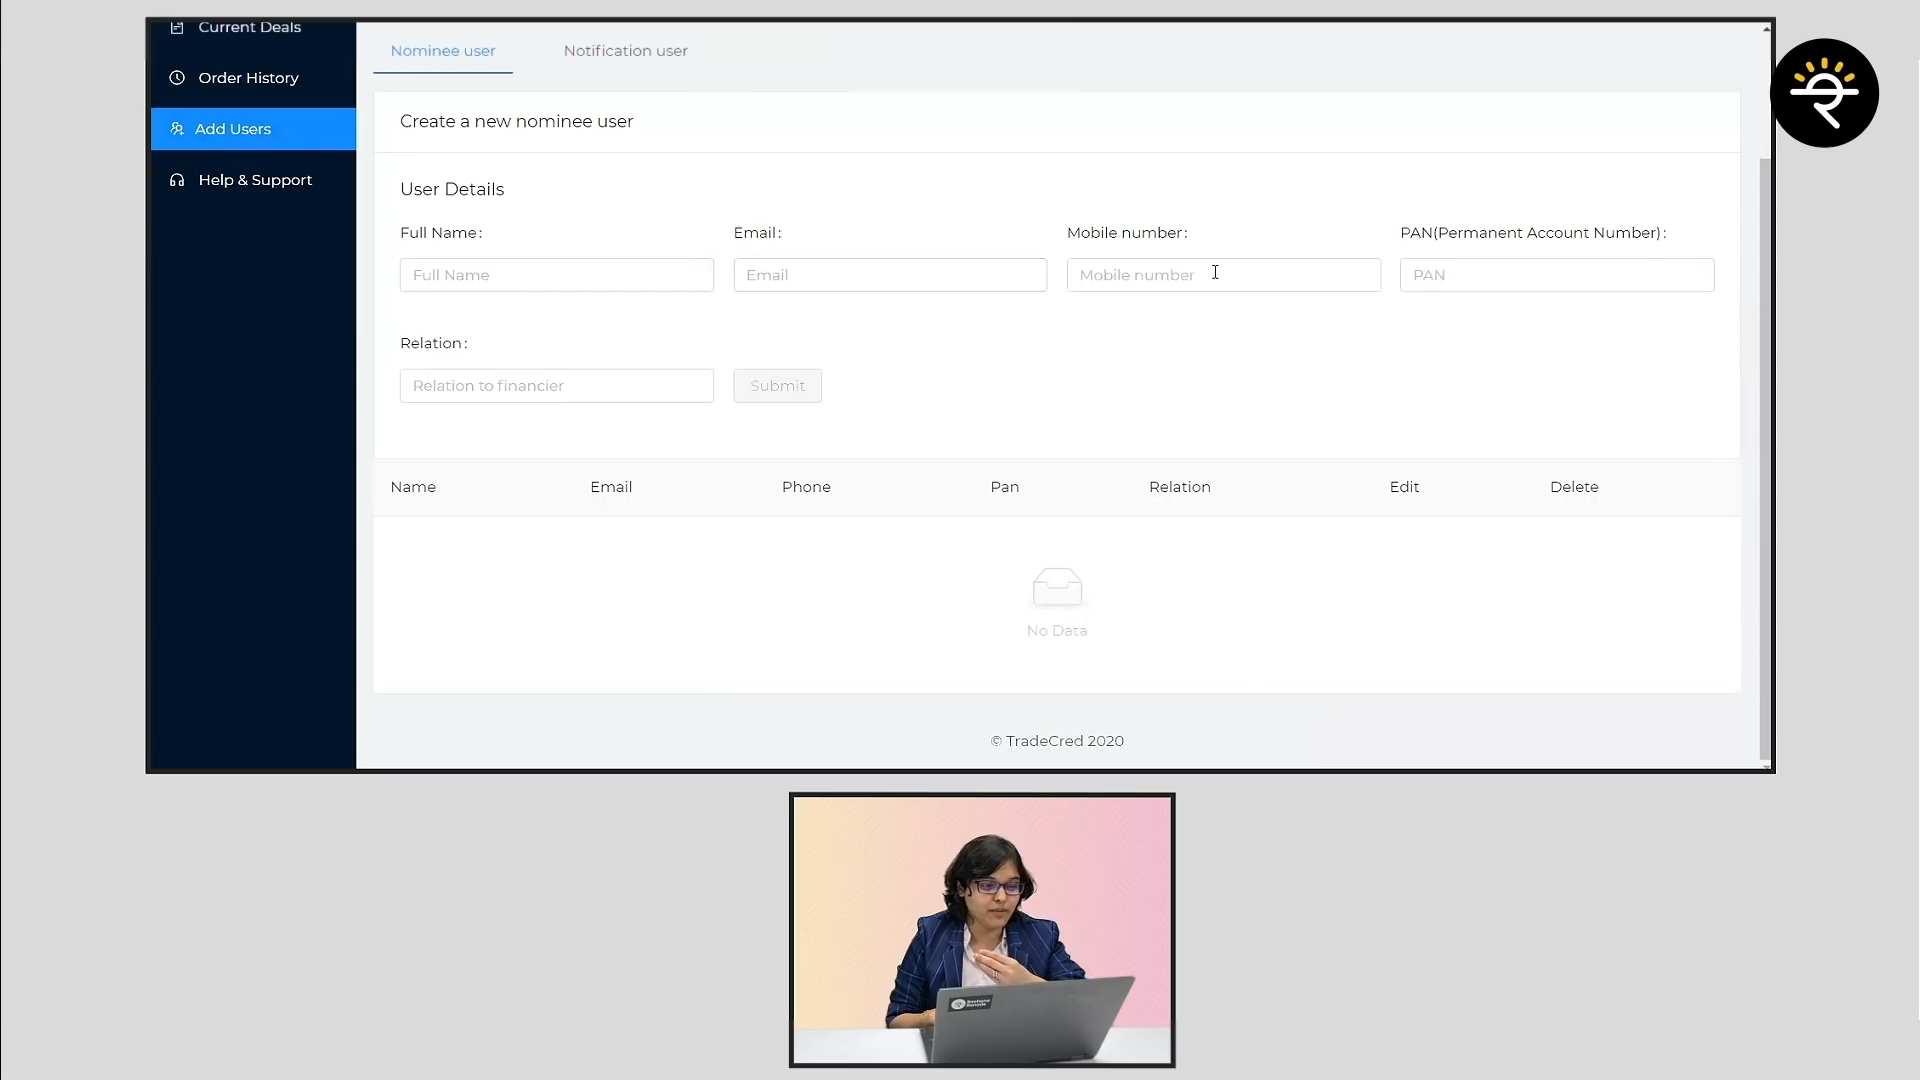 Current Deals
Nominee user
Notification user
Order History
Create a new nominee user
Add Users
Help & Support
User Details
Full Name:
Email:
Mobile number:
PAN(Permanent Account Number):
Full Name
Email
Mobile number
PAN
Relation:
Relation to financier
Submit
Name
Email
Phone
Pan
Relation
Edit
Delete
No Data
© TradeCred 2020